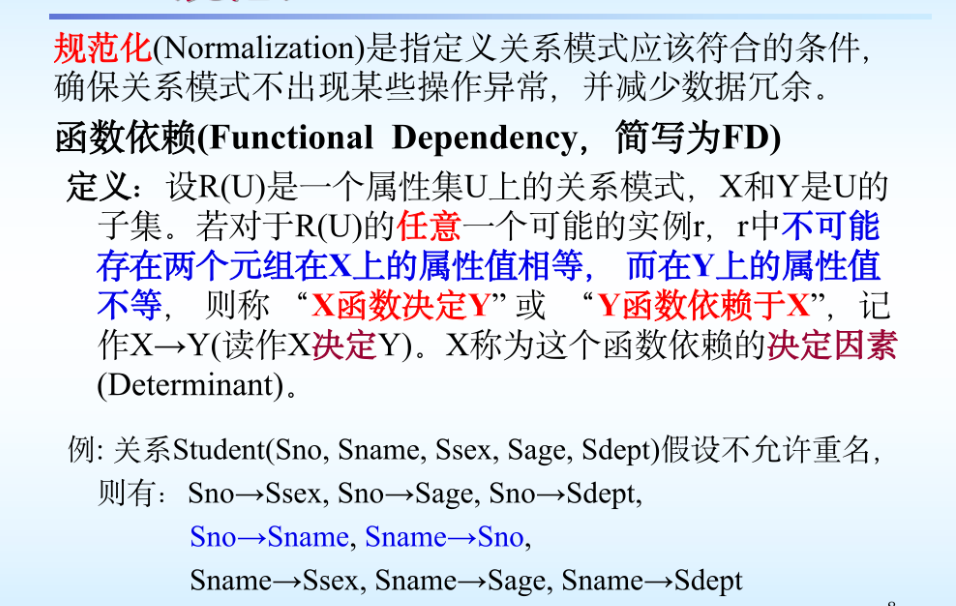 规范化(Normalization)是指定义关系模式应该符合的条件，
确保关系模式不出现某些操作异常，并减少数据冗余。
函数依赖(Functional Dependency，简写为FD)
定义：设R(U)是一个属性集U上的关系模式，X和Y是U的
子集。若对于R(U)的任意一个可能的实例r，r中不可能
存在两个元组在X上的属性值相等， 而在Y上的属性值
不等， 则称 “X函数决定Y” 或 “Y函数依赖于X”，记
作X→Y(读作X决定Y)。X称为这个函数依赖的决定因素
(Determinant)。
例: 关系Student(Sno, Sname, Ssex, Sage, Sdept)假设不允许重名，
则有： Sno→Ssex, Sno→Sage, Sno→Sdept,
Sno→Sname, Sname→Sno,
Sname→Ssex, Sname→Sage, Sname→Sdept